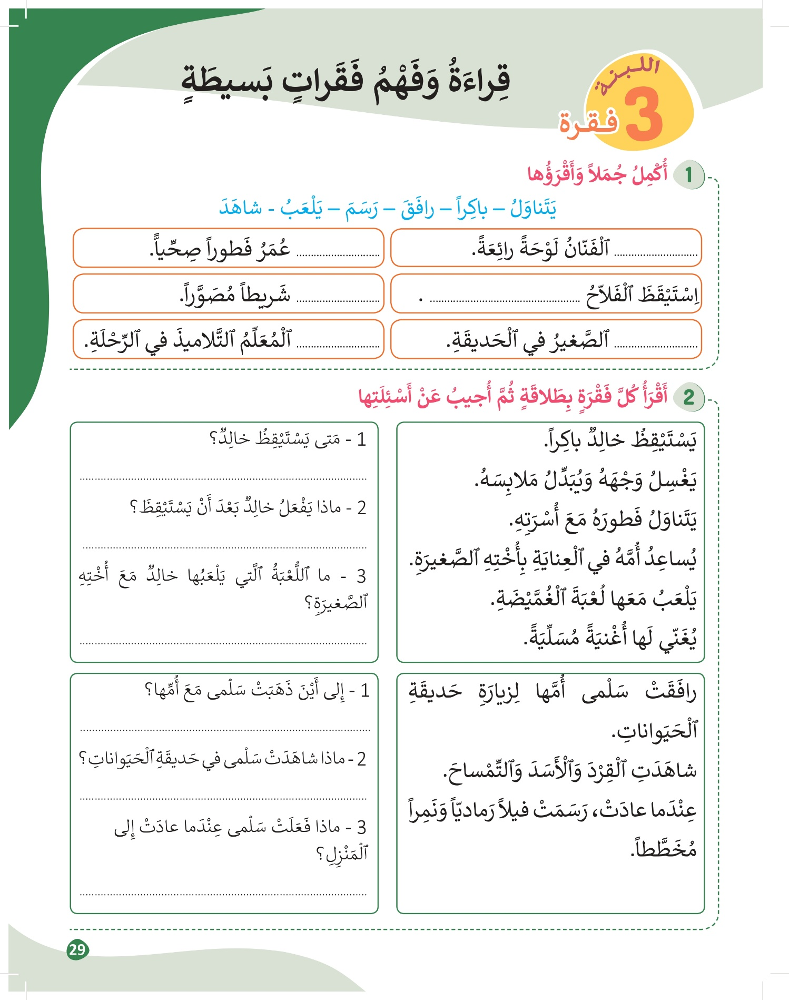 اللبنة
3 فقرة
قِراءَةُ وَفَهْمُ فَقَراتٍ بَسيطَةٍ
1 أُكْمِلُ جُمَلاً وَأَقْرَؤُها
يَتَناوَلُ – باكِراً – رافَقَ – رَسَمَ – يَلْعَبُ - شاهَدَ
.............................. ٱلْفَنّانُ لَوْحَةً رائِعَةً.
.............................. عُمَرُ فَطوراً صِحِّياًّ.
اِسْتَيْقَظَ ٱلْفَلاّحُ .............................. .
.............................. شَريطاً مُصَوَّراً.
.............................. ٱلصَّغيرُ في ٱلْحَديقَةِ.
.............................. ٱلْمُعَلِّمُ ٱلتَّلاميذَ في ٱلرِّحْلَةِ.
2 أَقْرَأُ كُلَّ فَقْرَةٍ بِطَلاقَةٍ ثُمَّ أُجيبُ عَنْ أَسْئِلَتِها
يَسْتَيْقِظُ خالِدٌ باكِراً.
يَغْسِلُ وَجْهَهُ وَيُبَدِّلُ مَلابِسَهُ.
يَتَناوَلُ فَطورَهُ مَعَ أُسْرَتِهِ.
يُساعِدُ أُمَّهُ في ٱلْعِنايَةِ بِأُخْتِهِ ٱلصَّغيرَةِ.
يَلْعَبُ مَعَها لُعْبَةَ ٱلْغُمَّيْضَةِ.
يُغَنّي لَها أُغْنيَةً مُسَلِّيَةً.
1 - مَتى يَسْتَيْقِظُ خالِدٌ؟
2 - ماذا يَفْعَلُ خالِدٌ بَعْدَ أَنْ يَسْتَيْقِظَ؟
3 - ما ٱللُّعْبَةُ ٱلَّتي يَلْعَبُها خالِدٌ مَعَ أُخْتِهِ
ٱلصَّغيرَةِ؟
رافَقَتْ سَلْمى أُمَّها لِزيارَةِ حَديقَةِ
ٱلْحَيَواناتِ.
شاهَدَتِ ٱلْقِرْدَ وَٱلْأَسَدَ وَٱلتِّمْساحَ.
عِنْدَما عادَتْ، رَسَمَتْ فيلاً رَماديّاً وَنَمِراً
مُخَطَّطاً.
1 - إِلى أَيْنَ ذَهَبَتْ سَلْمى مَعَ أُمِّها؟
2 - ماذا شاهَدَتْ سَلْمى في حَديقَةِ ٱلْحَيَواناتِ؟
3 - ماذا فَعَلَتْ سَلْمى عِنْدَما عادَتْ إِلى
ٱلْمَنْزِلِ؟
29